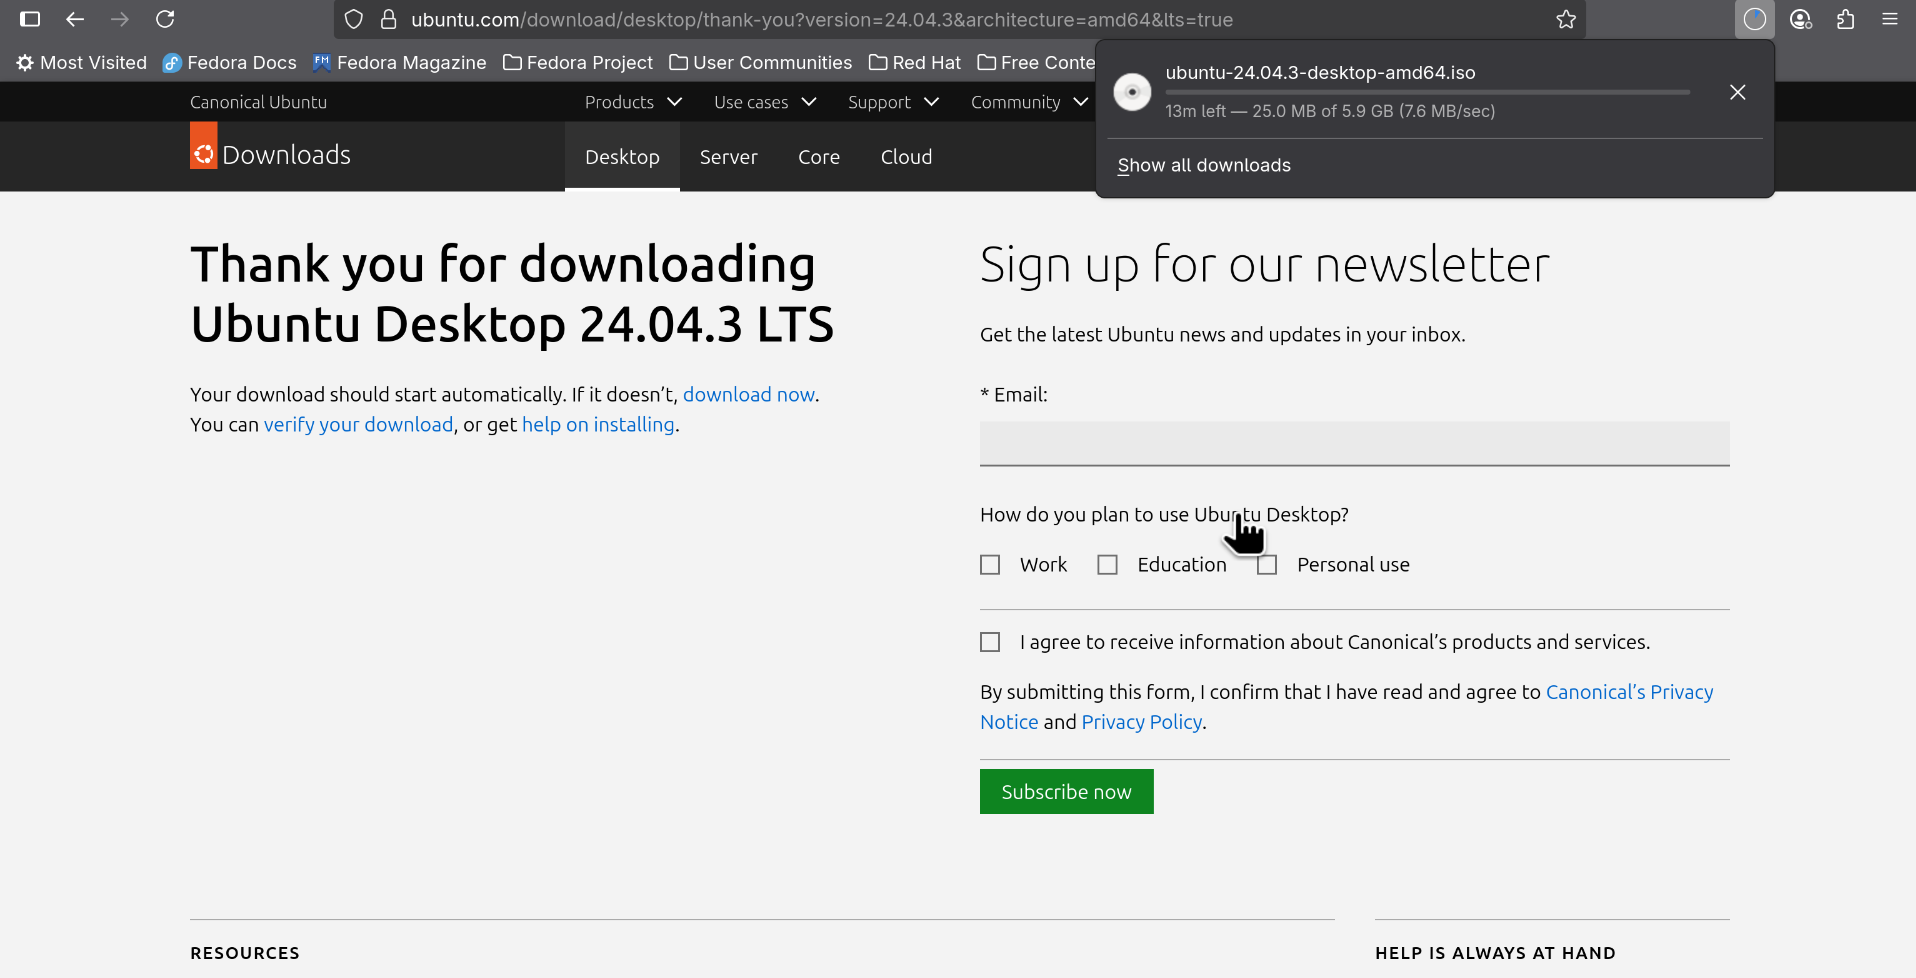 ubuntu.com/download/desktop/thank-you?version=24.04.3&architecture=amd64&lts=true
Most Visited Fedora Docs Fedora Magazine Fedora Project User Communities Red Hat Free Conte
ubuntu-24.04.3-desktop-amd64.iso
13m left — 25.0 MB of 5.9 GB (7.6 MB/sec)
Show all downloads
Canonical Ubuntu Products Use cases Support Community
Downloads Desktop Server Core Cloud
Thank you for downloading
Ubuntu Desktop 24.04.3 LTS
Your download should start automatically. If it doesn’t, download now.
You can verify your download, or get help on installing.
Sign up for our newsletter
Get the latest Ubuntu news and updates in your inbox.
* Email:
How do you plan to use Ubuntu Desktop?
Work Education Personal use
I agree to receive information about Canonical’s products and services.
By submitting this form, I confirm that I have read and agree to Canonical’s Privacy
Notice and Privacy Policy.
Subscribe now
RESOURCES
HELP IS ALWAYS AT HAND